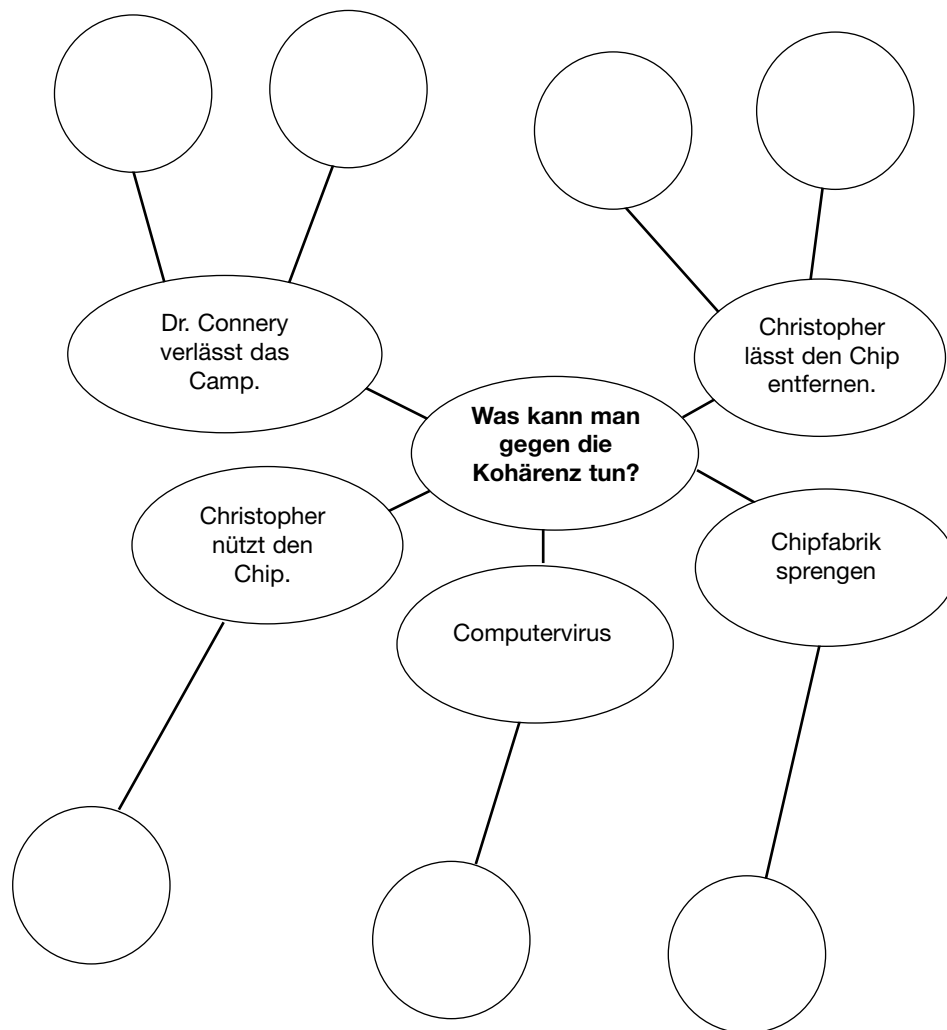 Dr. Connery
verlässt das
Camp.
Christopher
lässt den Chip
entfernen.
Was kann man
gegen die
Kohärenz tun?
Christopher
nützt den
Chip.
Chipfabrik
sprengen
Computervirus